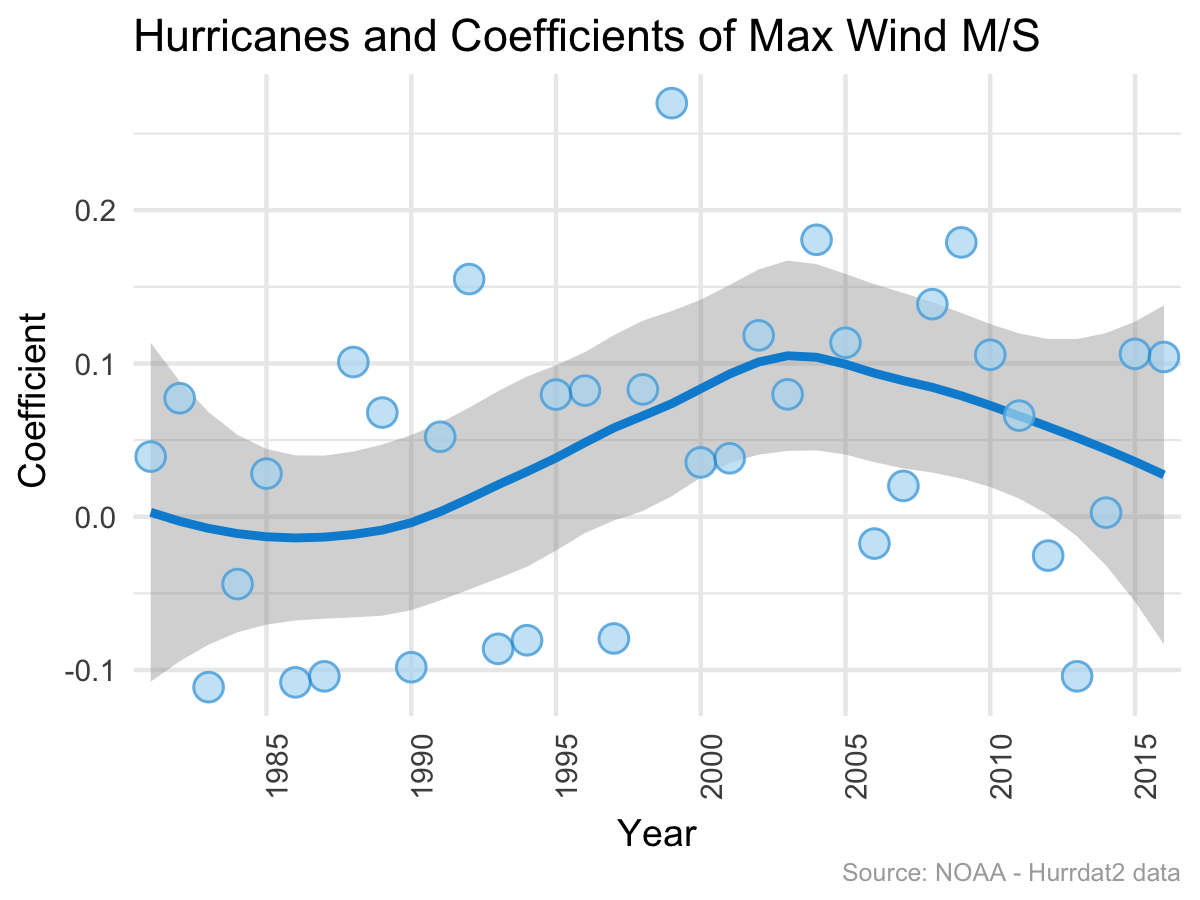 Hurricanes and Coefficients of Max Wind M/S
Coefficient
0.2
0.1
0.0
-0.1
1985
1990
1995
2000
2005
2010
2015
Year
Source: NOAA - Hurrdat2 data